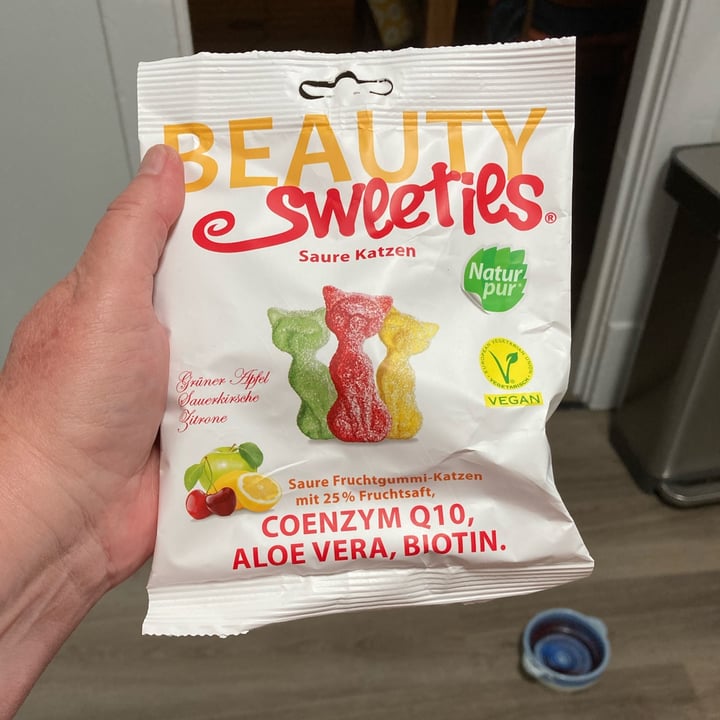 BEAUTY
Sweeties®
Saure Katzen
Natur
pur
Grüner Apfel
Sauerkirsche
Zitrone
VEGAN
Saure Fruchtgummi-Katzen
mit 25% Fruchtsaft,
COENZYM Q10,
ALOE VERA, BIOTIN.